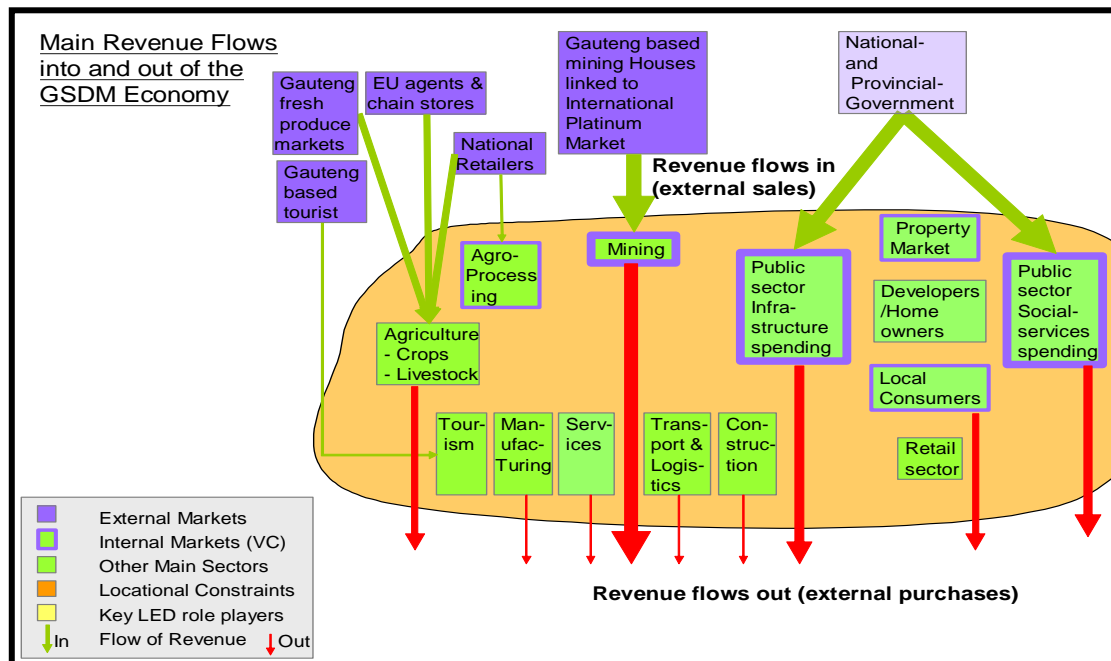 Main Revenue Flows
into and out of the
GSDM Economy
Gauteng
fresh
produce
markets
EU agents &
chain stores
National
Retailers
Gauteng
based
tourist
Gauteng based
mining Houses
linked to
International
Platinum
Market
National-
and
Provincial-
Government
Revenue flows in
(external sales)
Agro-
Process
ing
Mining
Public
sector
Infra-
structure
spending
Property
Market
Developers
/Home
owners
Public
sector
Social-
services
spending
Agriculture
- Crops
- Livestock
Local
Consumers
Tour-
ism
Man-
ufac-
Turing
Serv-
ices
Trans-
port &
Logis-
tics
Con-
struc-
tion
Retail
sector
External Markets
Internal Markets (VC)
Other Main Sectors
Locational Constraints
Key LED role players
In Flow of Revenue Out
Revenue flows out (external purchases)